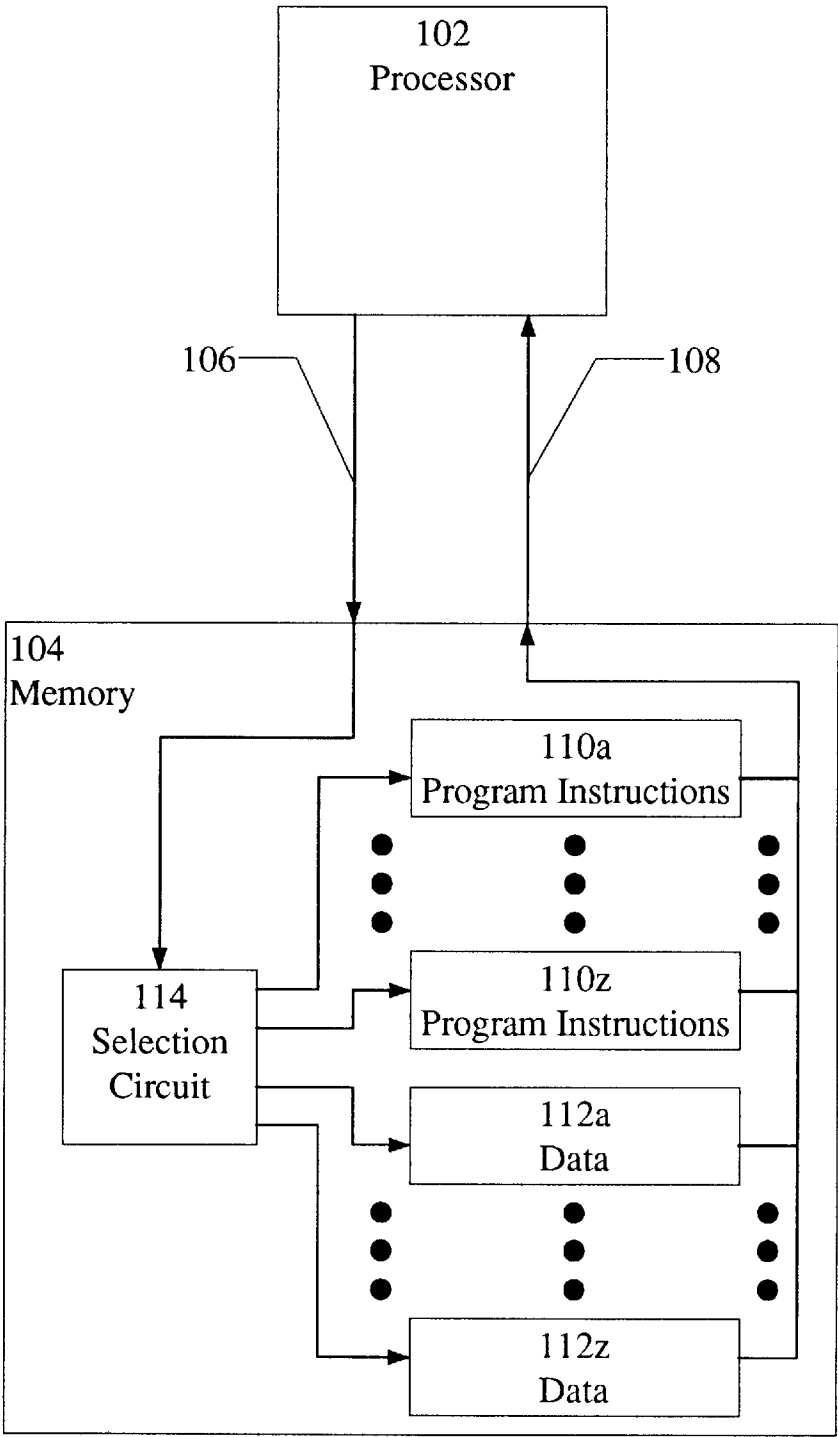 102
Processor
106
108
104
Memory
110a
Program Instructions
110z
Program Instructions
114
Selection
Circuit
112a
Data
112z
Data